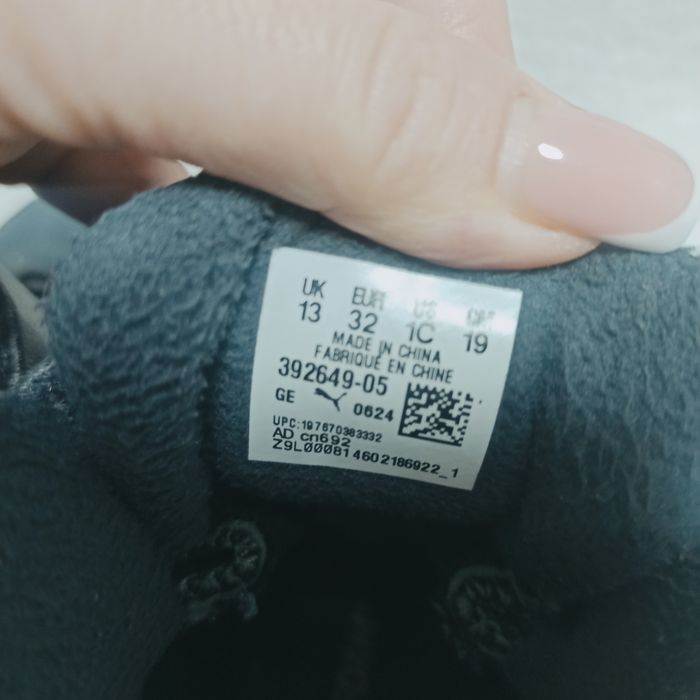 UK EUR US CM
13 32 1C 19
MADE IN CHINA
FABRIQUE EN CHINE
392649-05
GE 0624
UPC:197670383332
AD cn692
Z9L000814602186922_1